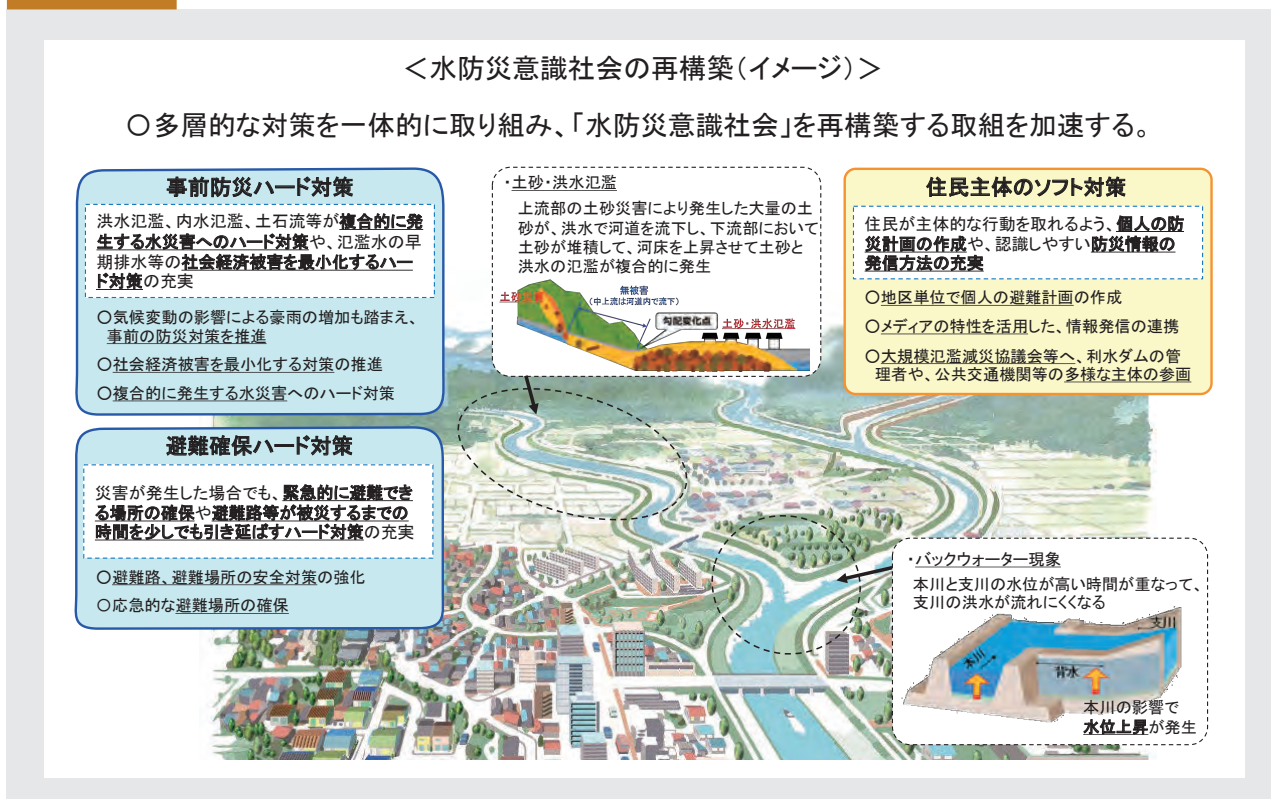 ＜水防災意識社会の再構築（イメージ）＞
○多層的な対策を一体的に取り組み、「水防災意識社会」を再構築する取組を加速する。
事前防災ハード対策
洪水氾濫、内水氾濫、土石流等が複合的に発
生する水災害へのハード対策や、氾濫水の早
期排水等の社会経済被害を最小化するハー
ド対策の充実
○気候変動の影響による豪雨の増加も踏まえ、
事前の防災対策を推進
○社会経済被害を最小化する対策の推進
○複合的に発生する水災害へのハード対策
避難確保ハード対策
災害が発生した場合でも、緊急的に避難でき
る場所の確保や避難路等が被災するまでの
時間を少しでも引き延ばすハード対策の充実
○避難路、避難場所の安全対策の強化
○応急的な避難場所の確保
・土砂・洪水氾濫
上流部の土砂災害により発生した大量の土
砂が、洪水で河道を流下し、下流部において
土砂が堆積して、河床を上昇させて土砂と
洪水の氾濫が複合的に発生
無被害
（中上流は河道内で流下）
勾配変化点
土砂・洪水氾濫
住民主体のソフト対策
住民が主体的な行動を取れるよう、個人の防
災計画の作成や、認識しやすい防災情報の
発信方法の充実
○地区単位で個人の避難計画の作成
○メディアの特性を活用した、情報発信の連携
○大規模氾濫減災協議会等へ、利水ダムの管
理者や、公共交通機関等の多様な主体の参画
・バックウォーター現象
本川と支川の水位が高い時間が重なって、
支川の洪水が流れにくくなる
支川
本川
背水
本川の影響で
水位上昇が発生